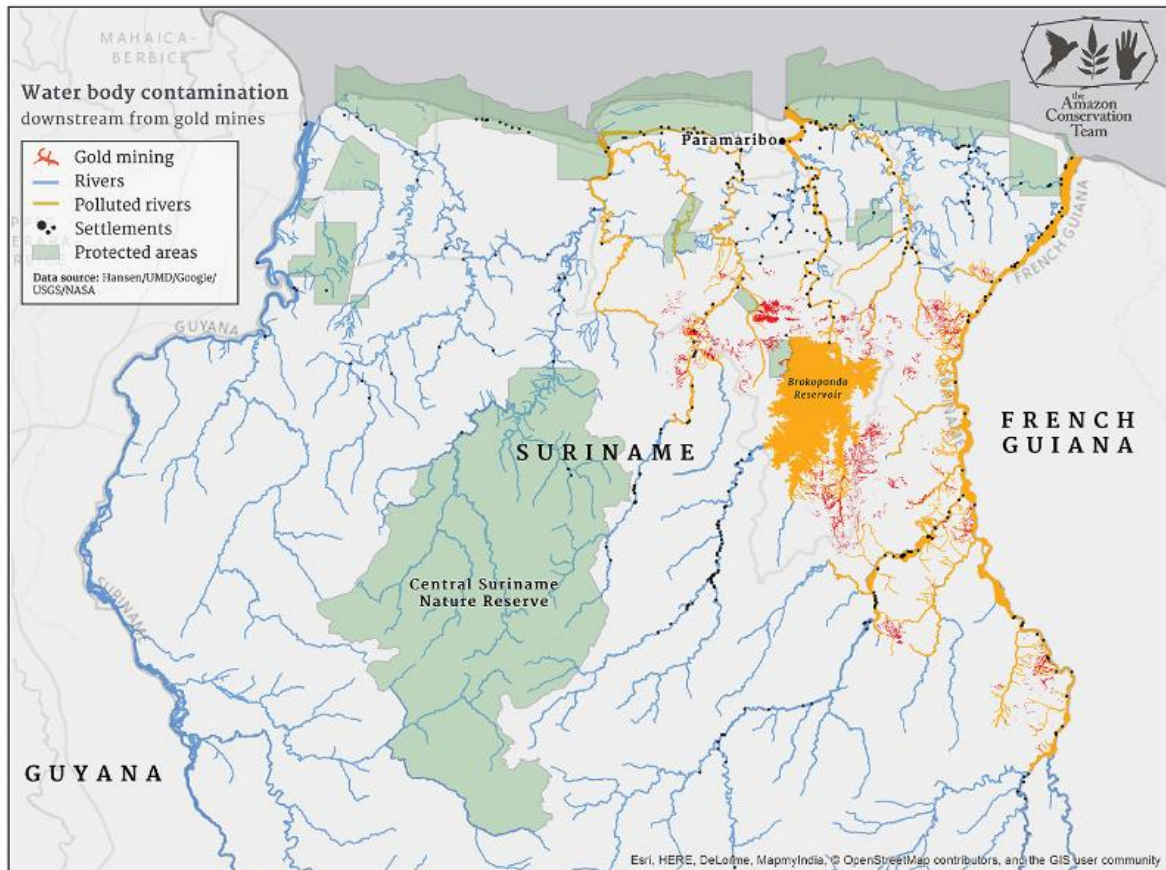 MAHAICA-
BERBICE
Water body contamination
downstream from gold mines
Gold mining
Rivers
Polluted rivers
Settlements
Protected areas
Data source: Hansen/UMD/Google/
USGS/NASA
the
Amazon
Conservation
Team
Paramaribo
GUYANA
FRENCH GUIANA
Brokopondo
Reservoir
SURINAME
FRENCH
GUIANA
Central Suriname
Nature Reserve
SURINAME
GUYANA
Esri, HERE, DeLorme, MapmyIndia, © OpenStreetMap contributors, and the GIS user community